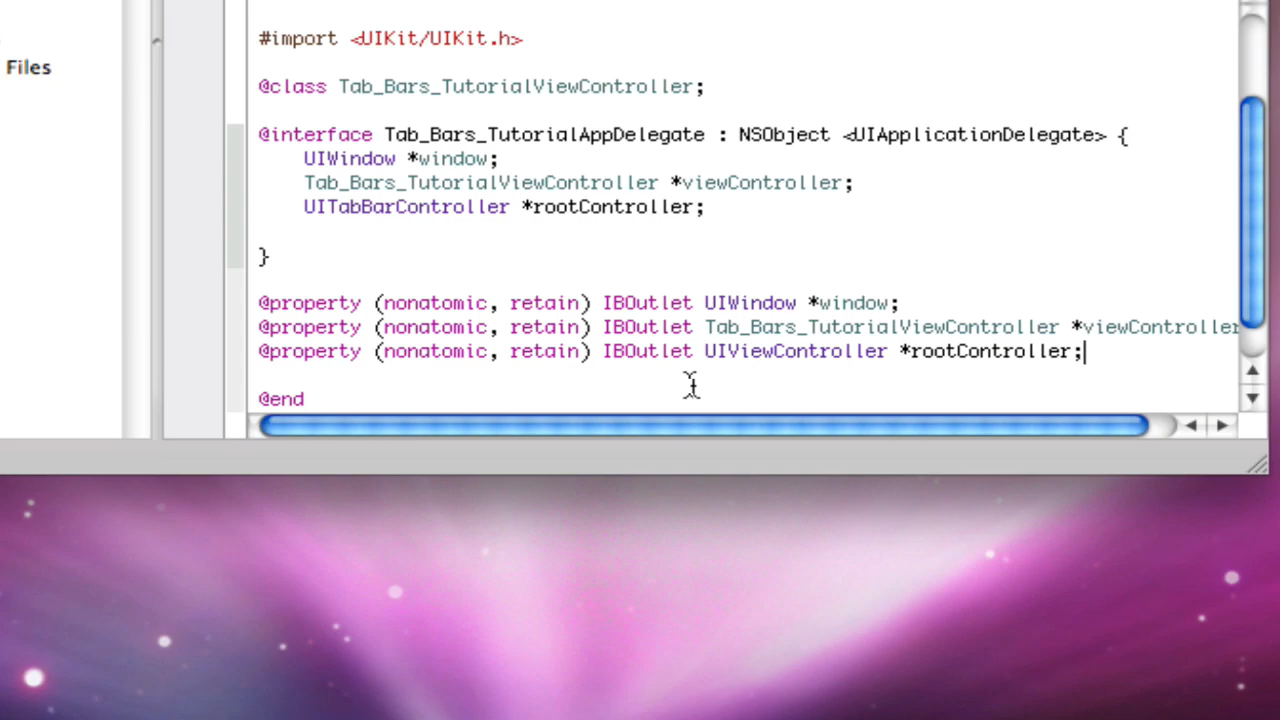 Files
#import <UIKit/UIKit.h>
@class Tab_Bars_TutorialViewController;
@interface Tab_Bars_TutorialAppDelegate : NSObject <UIApplicationDelegate> {
UIWindow *window;
Tab_Bars_TutorialViewController *viewController;
UITabBarController *rootController;
}
@property (nonatomic, retain) IBOutlet UIWindow *window;
@property (nonatomic, retain) IBOutlet Tab_Bars_TutorialViewController *viewController
@property (nonatomic, retain) IBOutlet UIViewController *rootController;
@end